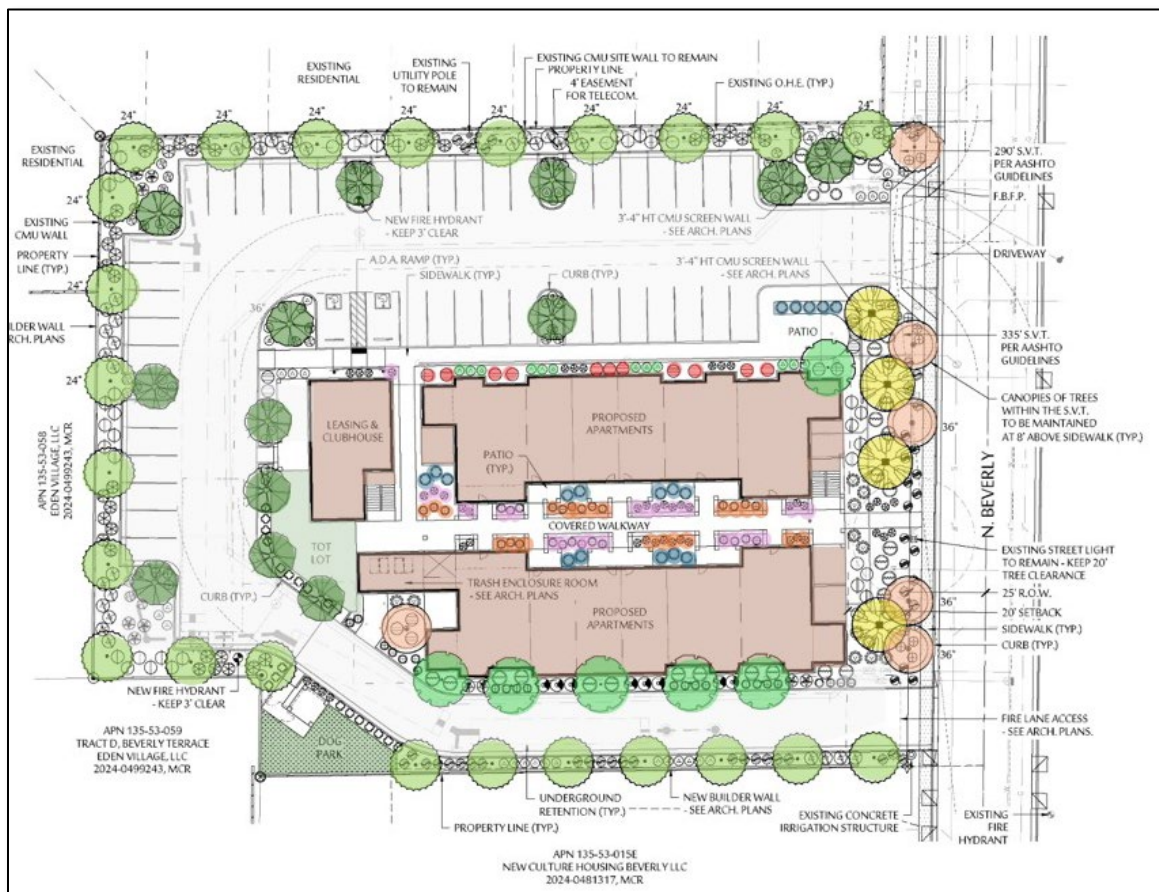 EXISTING
RESIDENTIAL
EXISTING
UTILITY POLE
TO REMAIN
EXISTING CMU SITE WALL TO REMAIN
PROPERTY LINE
4' EASEMENT
FOR TELECOM.
EXISTING O.H.E. (TYP.)
24"
24"
24"
24"
24"
24"
24"
24"
24"
EXISTING
RESIDENTIAL
24"
EXISTING
CMU WALL
PROPERTY
LINE (TYP.)
24"
ILDER WALL
RCH. PLANS
24"
290' S.V.T.
PER AASHTO
GUIDELINES
F.B.F.P.
NEW FIRE HYDRANT
- KEEP 3' CLEAR
3'-4" HT CMU SCREEN WALL
- SEE ARCH. PLANS
A.D.A. RAMP (TYP.)
SIDEWALK (TYP.)
CURB (TYP.)
3'-4" HT CMU SCREEN WALL
- SEE ARCH. PLANS
DRIVEWAY
36"
PATIO
335' S.V.T.
PER AASHTO
GUIDELINES
CANOPIES OF TREES
WITHIN THE S.V.T.
TO BE MAINTAINED
AT 8' ABOVE SIDEWALK (TYP.)
36"
LEASING &
CLUBHOUSE
PROPOSED
APARTMENTS
PATIO
(TYP.)
COVERED WALKWAY
N. BEVERLY
APN 135-53-058
EDEN VILLAGE, LLC
2024-0499243, MCR
TOT
LOT
CURB (TYP.)
TRASH ENCLOSURE ROOM
- SEE ARCH. PLANS
PROPOSED
APARTMENTS
EXISTING STREET LIGHT
TO REMAIN - KEEP 20'
TREE CLEARANCE
25' R.O.W.
36"
20' SETBACK
SIDEWALK (TYP.)
CURB (TYP.)
36"
NEW FIRE HYDRANT
- KEEP 3' CLEAR
FIRE LANE ACCESS
- SEE ARCH. PLANS.
APN 135-53-059
TRACT D, BEVERLY TERRACE
EDEN VILLAGE, LLC
2024-0499243, MCR
DOG
PARK
UNDERGROUND
RETENTION (TYP.)
NEW BUILDER WALL
- SEE ARCH. PLANS
PROPERTY LINE (TYP.)
EXISTING CONCRETE
IRRIGATION STRUCTURE
EXISTING
FIRE
HYDRANT
APN 135-53-015E
NEW CULTURE HOUSING BEVERLY LLC
2024-0481317, MCR